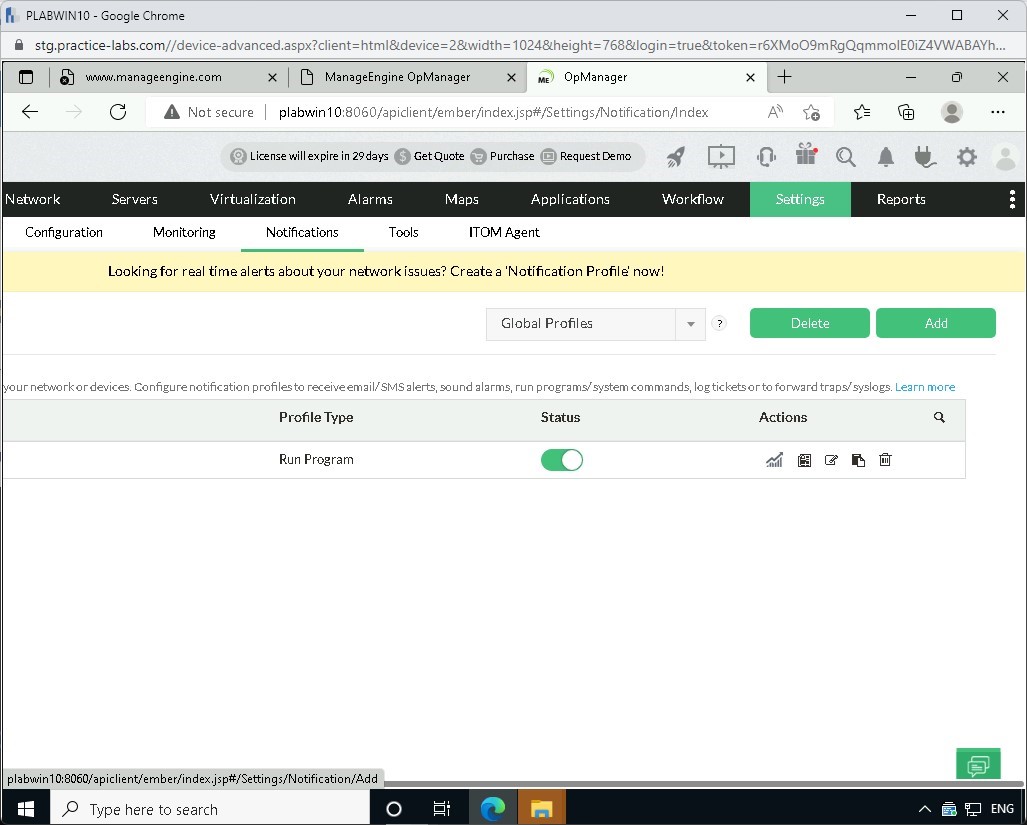 PLABWIN10 - Google Chrome
stg.practice-labs.com//device-advanced.aspx?client=html&device=2&width=1024&height=768&login=true&token=r6XMoO9mRgQqmmolE0iZ4VWABAYh...
www.manageengine.com
ManageEngine OpManager
ME OpManager
Not secure plabwin10:8060/apiclient/ember/index.jsp#/Settings/Notification/Index
License will expire in 29 days $ Get Quote Purchase Request Demo
Network Servers Virtualization Alarms Maps Applications Workflow Settings Reports
Configuration Monitoring Notifications Tools ITOM Agent
Looking for real time alerts about your network issues? Create a 'Notification Profile' now!
Global Profiles ? Delete Add
your network or devices. Configure notification profiles to receive email/SMS alerts, sound alarms, run programs/system commands, log tickets or to forward traps/syslogs. Learn more
Profile Type Status Actions
Run Program
plabwin10:8060/apiclient/ember/index.jsp#/Settings/Notification/Add
Type here to search
ENG